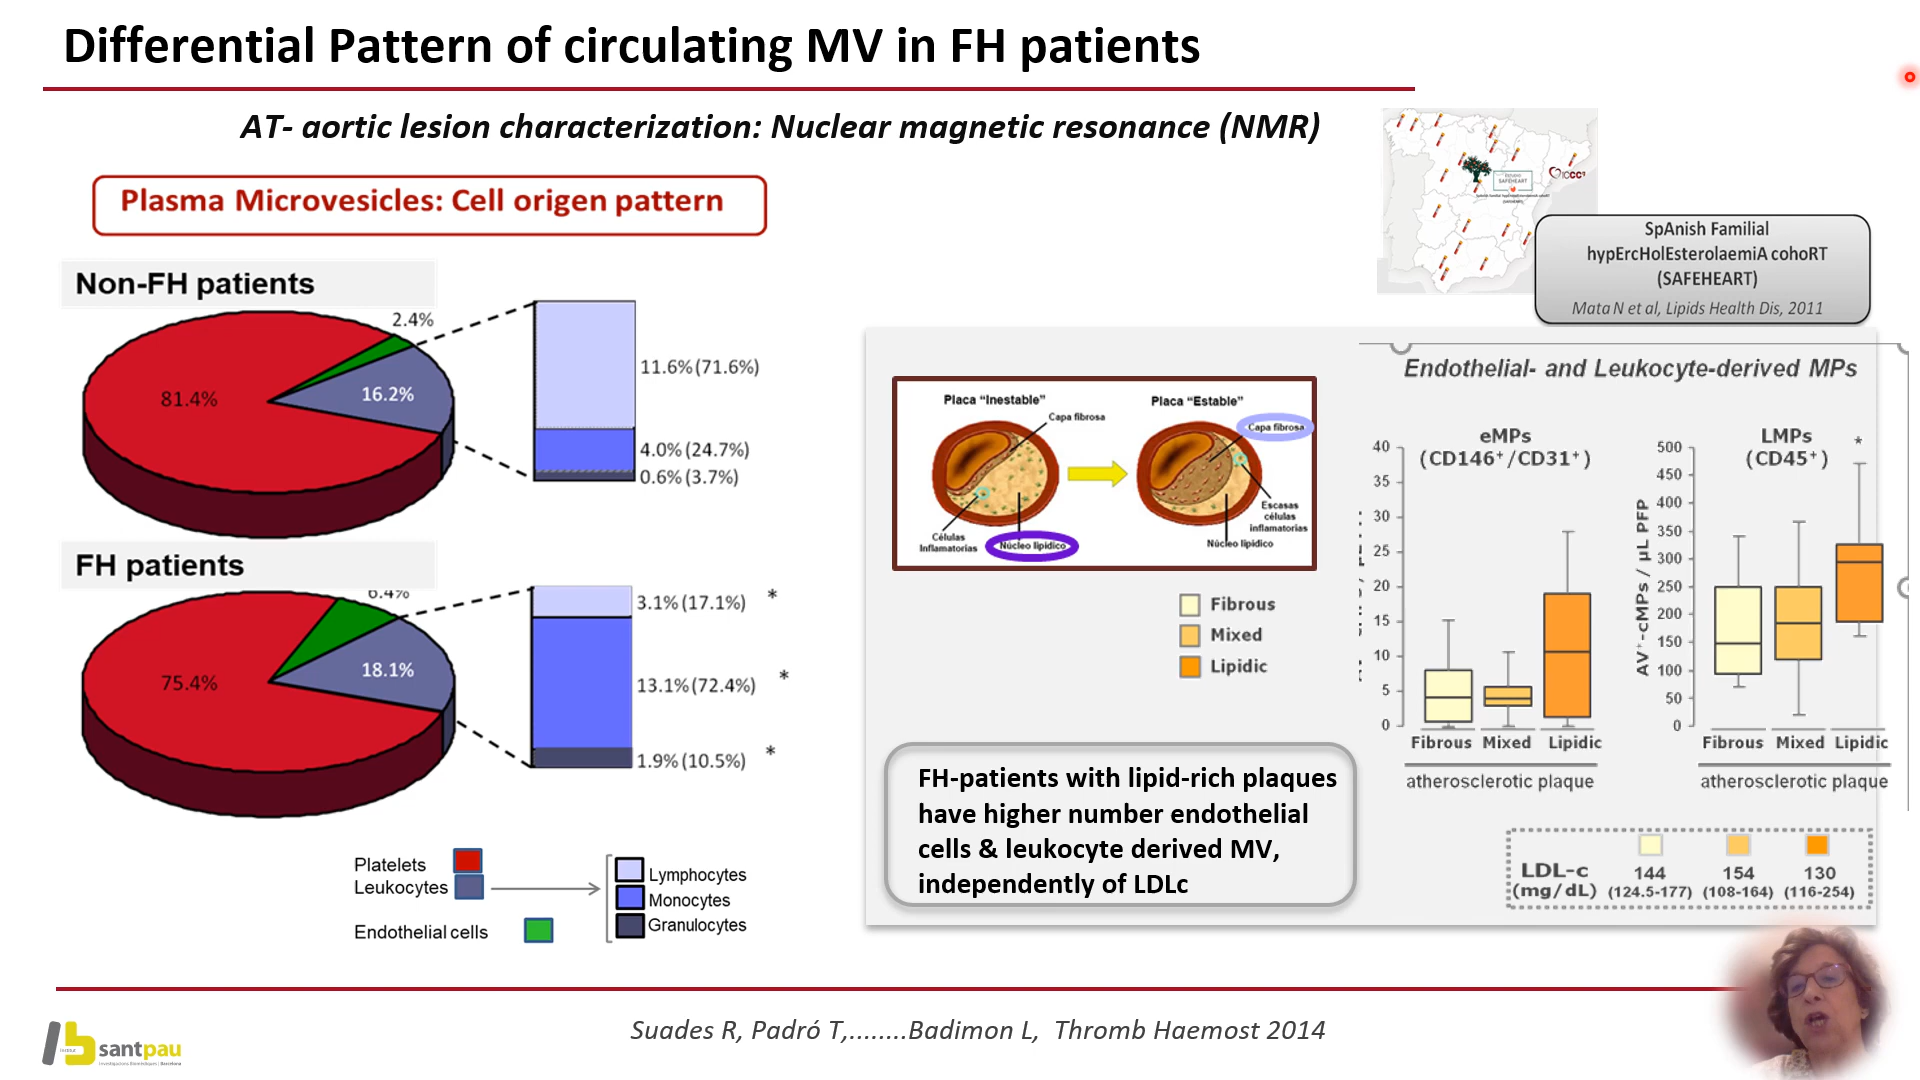 Differential Pattern of circulating MV in FH patients
AT- aortic lesion characterization: Nuclear magnetic resonance (NMR)
Plasma Microvesicles: Cell origen pattern
Non-FH patients
2.4%
81.4%
16.2%
11.6% (71.6%)
4.0% (24.7%)
0.6% (3.7%)
FH patients
6.4%
75.4%
18.1%
3.1% (17.1%) *
13.1% (72.4%) *
1.9% (10.5%) *
Platelets
Leukocytes
Endothelial cells
Lymphocytes
Monocytes
Granulocytes
SAFEHEART
SpAnish Familial
hypErcHolEsterolaemiA cohoRT
(SAFEHEART)
Mata N et al, Lipids Health Dis, 2011
Placa “Inestable”
Capa fibrosa
Células
Inflamatorias
Núcleo lipídico
Placa “Estable”
Capa fibrosa
Escasas
células
inflamatorias
Núcleo lipídico
Fibrous
Mixed
Lipidic
FH-patients with lipid-rich plaques
have higher number endothelial
cells & leukocyte derived MV,
independently of LDLc
Endothelial- and Leukocyte-derived MPs
eMPs
(CD146+/CD31+)
40
35
30
25
20
15
10
5
0
Fibrous Mixed Lipidic
atherosclerotic plaque
LMPs
(CD45+)
*
AV+-cMPs / µL PFP
500
450
400
350
300
250
200
150
100
50
0
Fibrous Mixed Lipidic
atherosclerotic plaque
LDL-c
(mg/dL)
144
(124.5-177)
154
(108-164)
130
(116-254)
Suades R, Padró T,........Badimon L, Thromb Haemost 2014
santpau